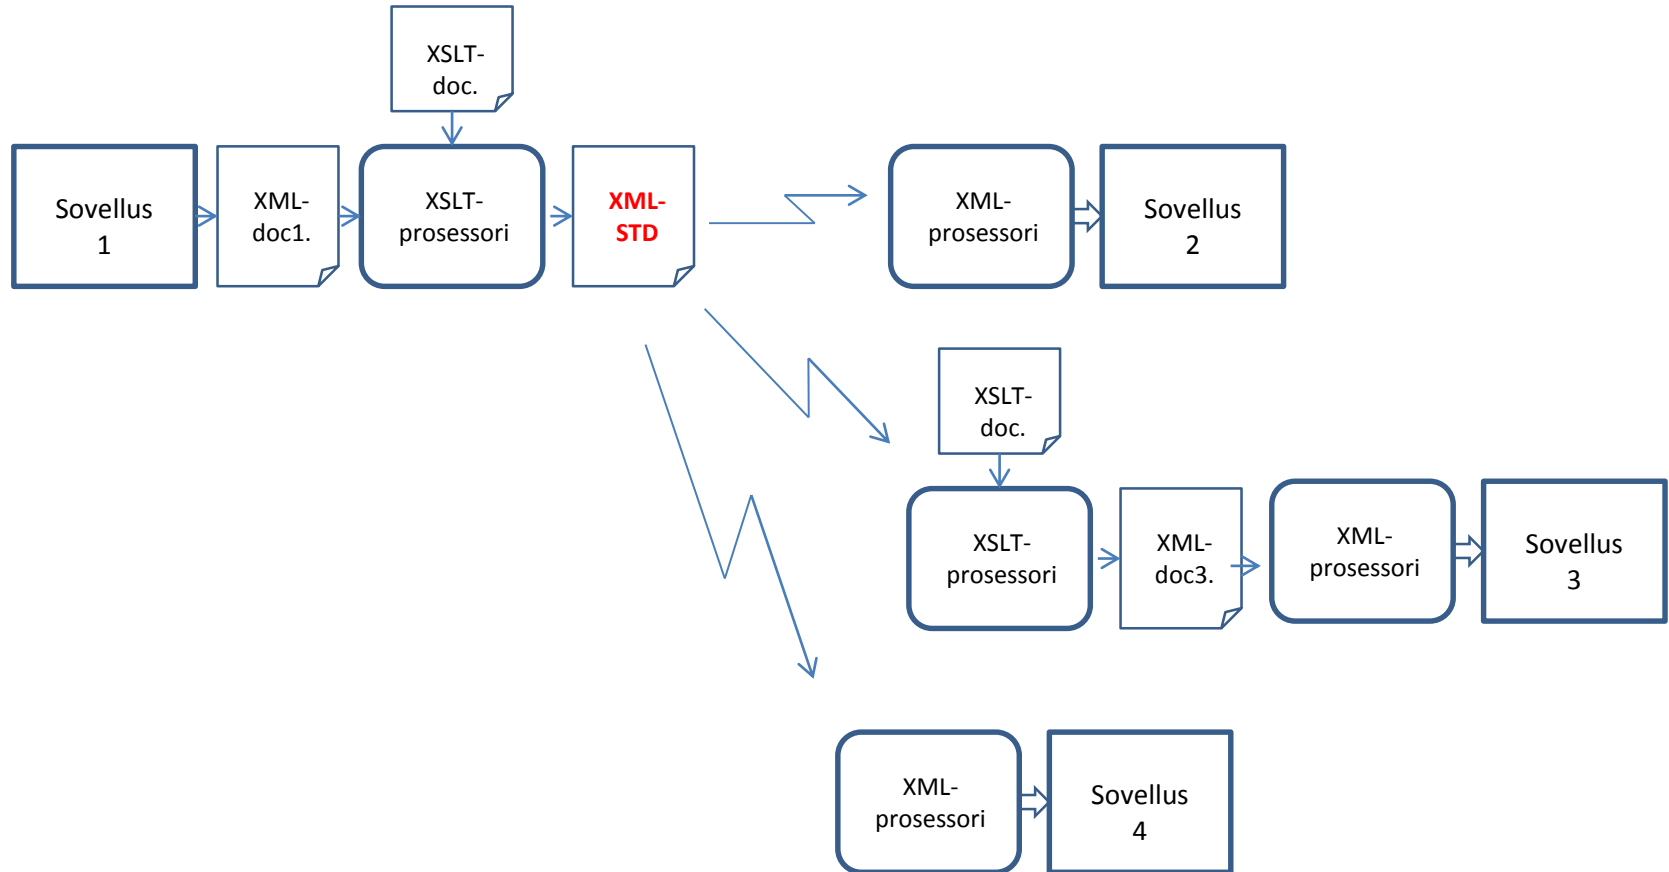 XSLT-
doc.
Sovellus
1
XML-
doc1.
XSLT-
prosessori
XML-
STD
XML-
prosessori
Sovellus
2
XSLT-
doc.
XSLT-
prosessori
XML-
doc3.
XML-
prosessori
Sovellus
3
XML-
prosessori
Sovellus
4